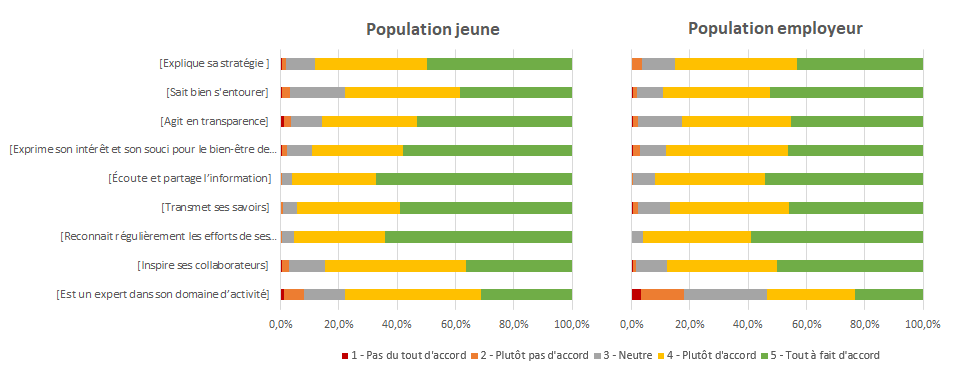 Population jeune
Population employeur
[Explique sa stratégie ]
[Sait bien s'entourer]
[Agit en transparence]
[Exprime son intérêt et son souci pour le bien-être de...
[Écoute et partage l'information]
[Transmet ses savoirs]
[Reconnait régulièrement les efforts de ses...
[Inspire ses collaborateurs]
[Est un expert dans son domaine d'activité]
0,0% 20,0% 40,0% 60,0% 80,0% 100,0%
0,0% 20,0% 40,0% 60,0% 80,0% 100,0%
1 - Pas du tout d'accord 2 - Plutôt pas d'accord 3 - Neutre 4 - Plutôt d'accord 5 - Tout à fait d'accord